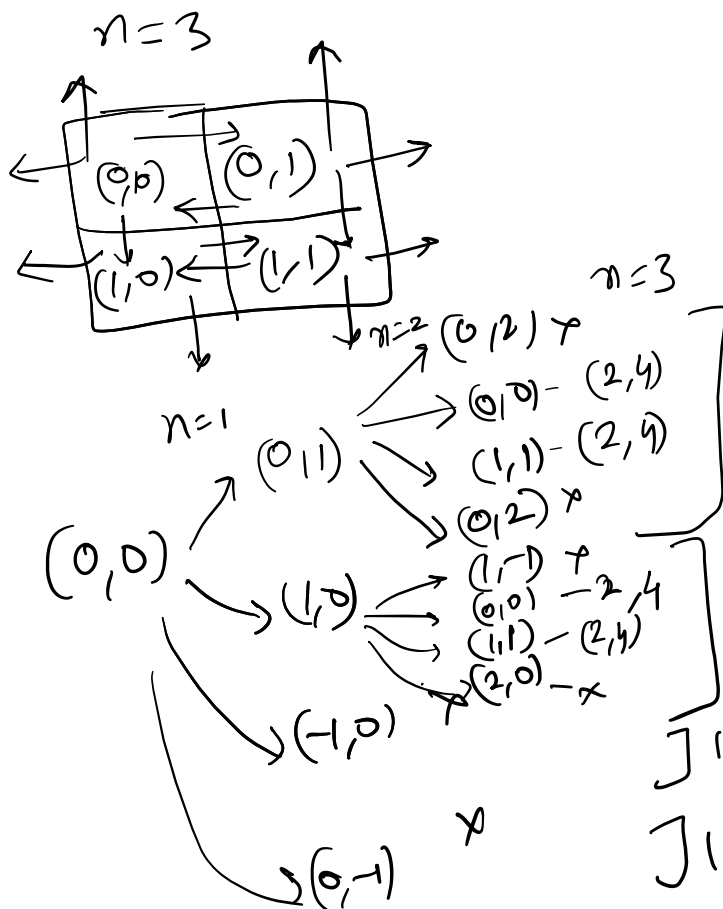 n=3
(0,0) (0,1)
(1,0) (1,1)
n=3
n=2 (0,2) x
(0,0) - (2,4)
n=1
(0,1) (1,1) - (2,4)
(0,2) x
(0,0) (1,-1) x
(1,0) (0,0) - 2,4
(1,1) - (2,4)
(2,0) - x
(-1,0) x
] 1
(0,-1) x
] 1